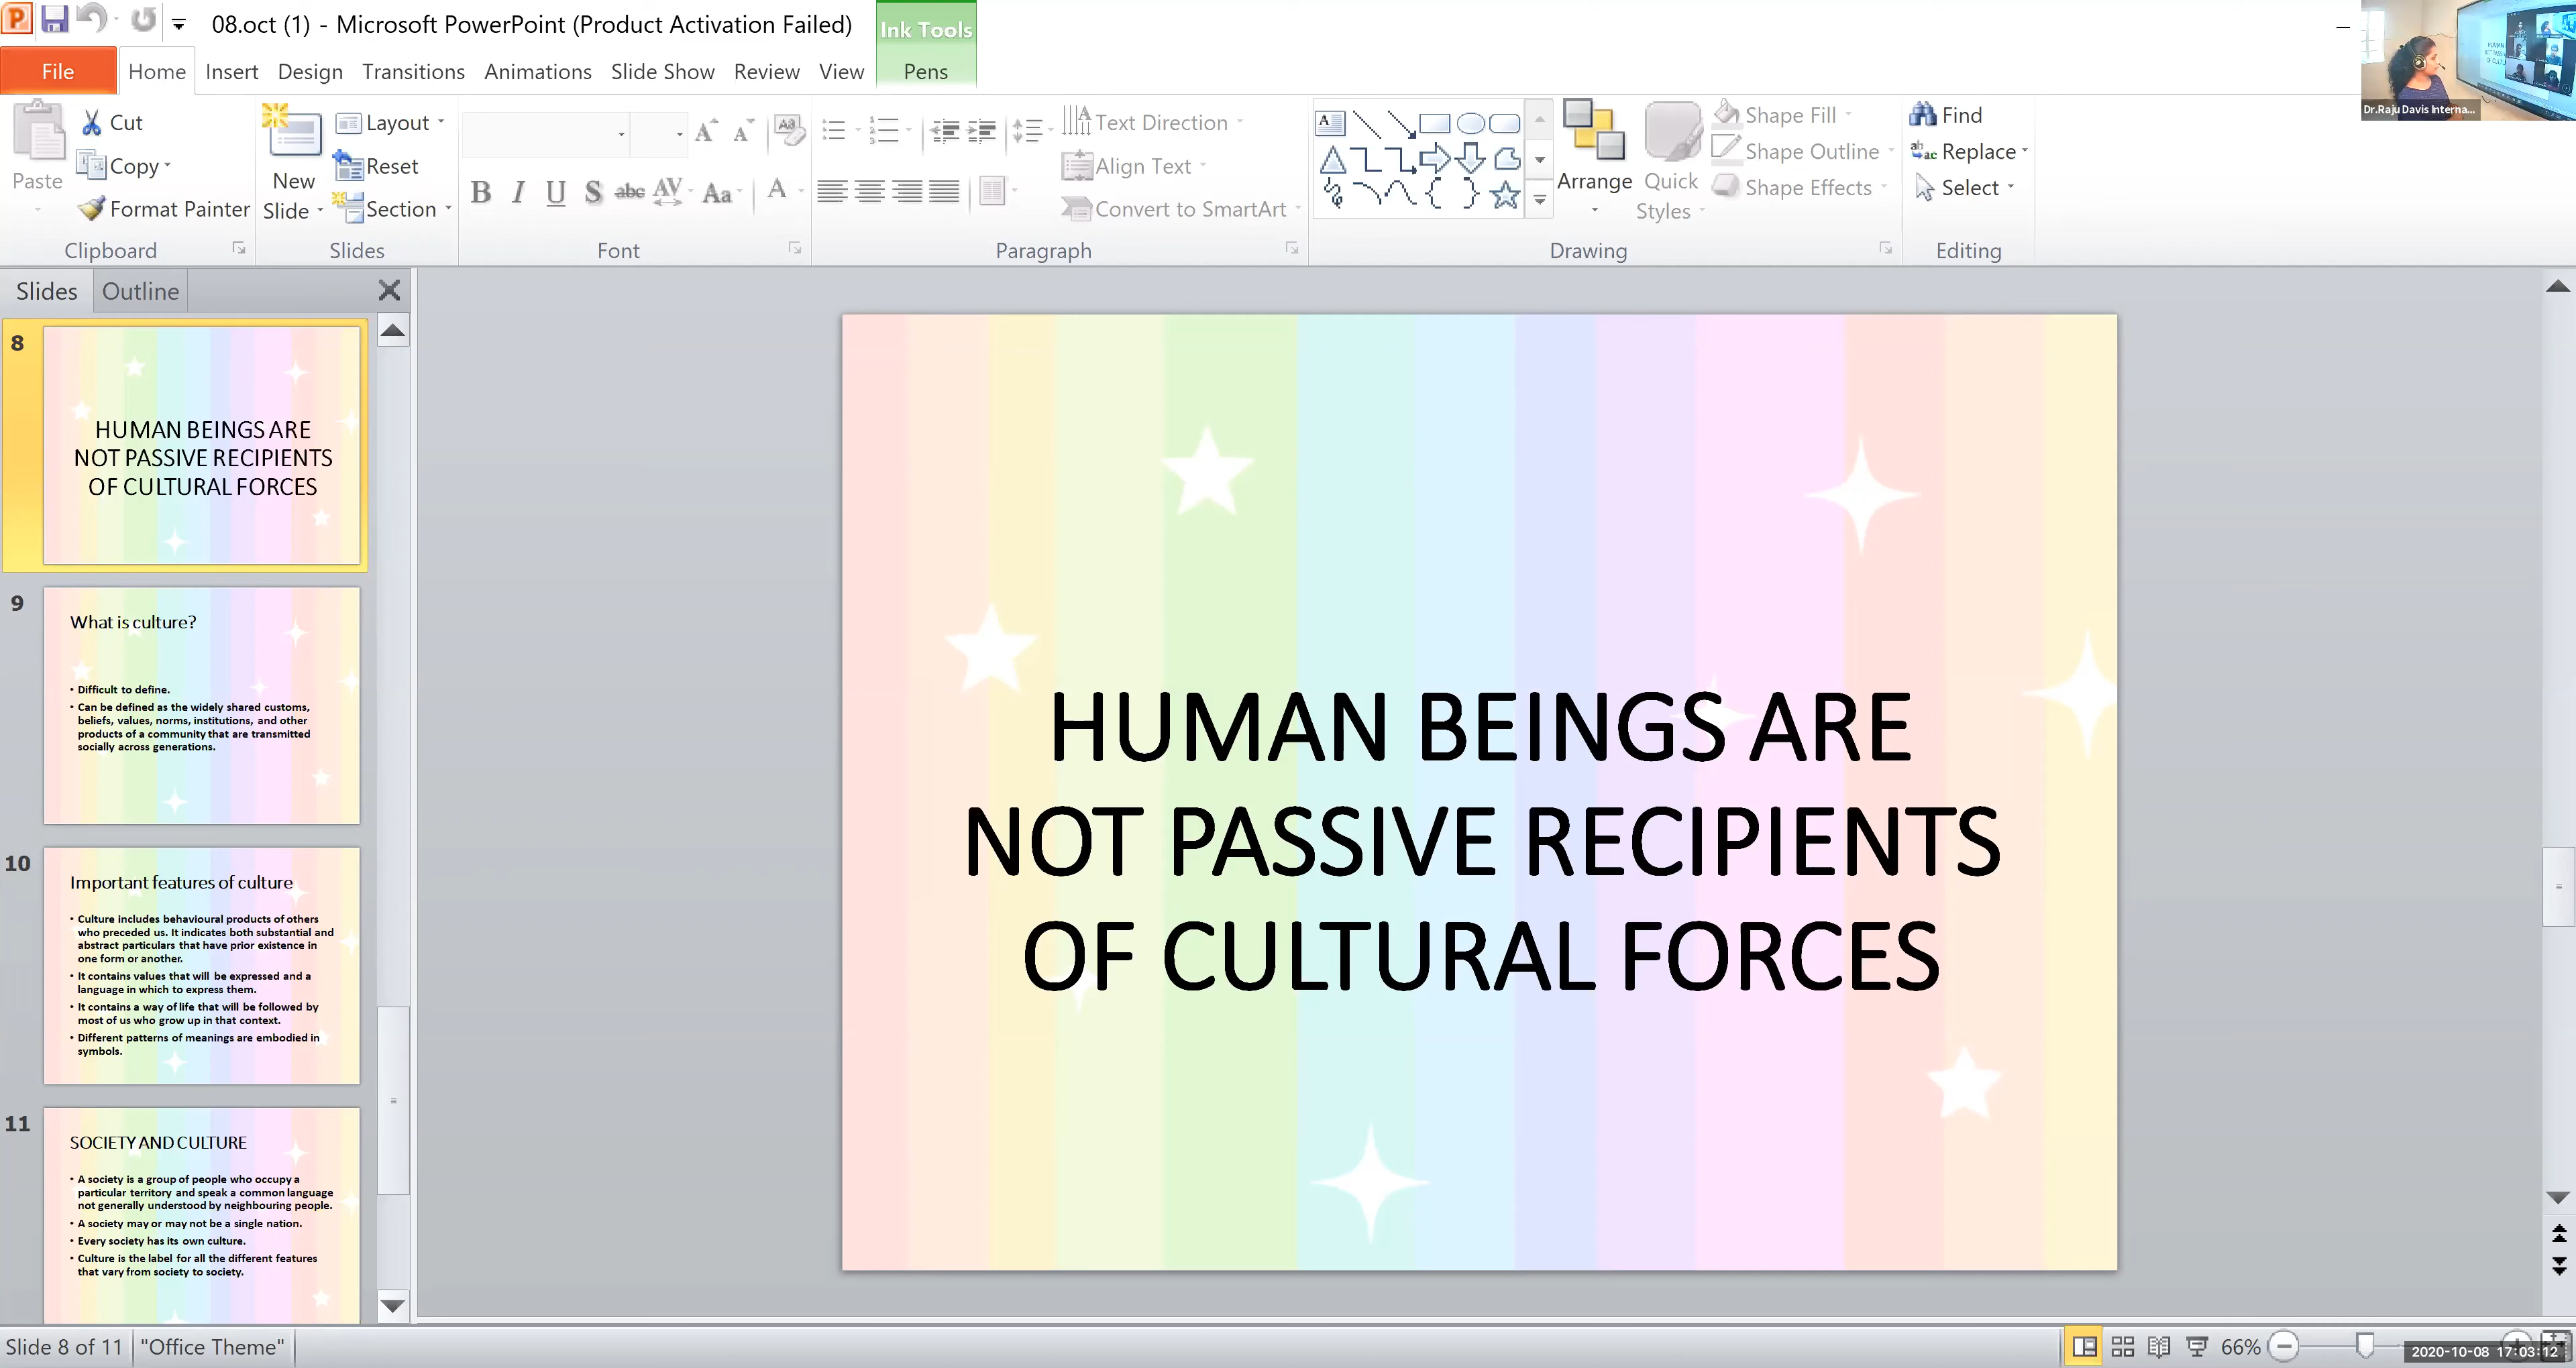 08.oct (1) - Microsoft PowerPoint (Product Activation Failed)
Ink Tools
File Home Insert Design Transitions Animations Slide Show Review View Pens
Paste
Cut
Copy
Format Painter
Clipboard
New
Slide
Layout
Reset
Section
Slides
Font
Text Direction
Align Text
Convert to SmartArt
Paragraph
Arrange
Quick
Styles
Shape Fill
Shape Outline
Shape Effects
Drawing
Find
Replace
Select
Editing
Dr.Raju Davis Interna...
Slides Outline
8
HUMAN BEINGS ARE
NOT PASSIVE RECIPIENTS
OF CULTURAL FORCES
9
What is culture?
• Difficult to define.
• Can be defined as the widely shared customs,
beliefs, values, norms, institutions, and other
products of a community that are transmitted
socially across generations.
10
Important features of culture
• Culture includes behavioural products of others
who preceded us. It indicates both substantial and
abstract particulars that have prior existence in
one form or another.
• It contains values that will be expressed and a
language in which to express them.
• It contains a way of life that will be followed by
most of us who grow up in that context.
• Different patterns of meanings are embodied in
symbols.
11
SOCIETY AND CULTURE
• A society is a group of people who occupy a
particular territory and speak a common language
not generally understood by neighbouring people.
• A society may or may not be a single nation.
• Every society has its own culture.
• Culture is the label for all the different features
that vary from society to society.
HUMAN BEINGS ARE
NOT PASSIVE RECIPIENTS
OF CULTURAL FORCES
Slide 8 of 11 "Office Theme" 66%
2020-10-08 17:03:12